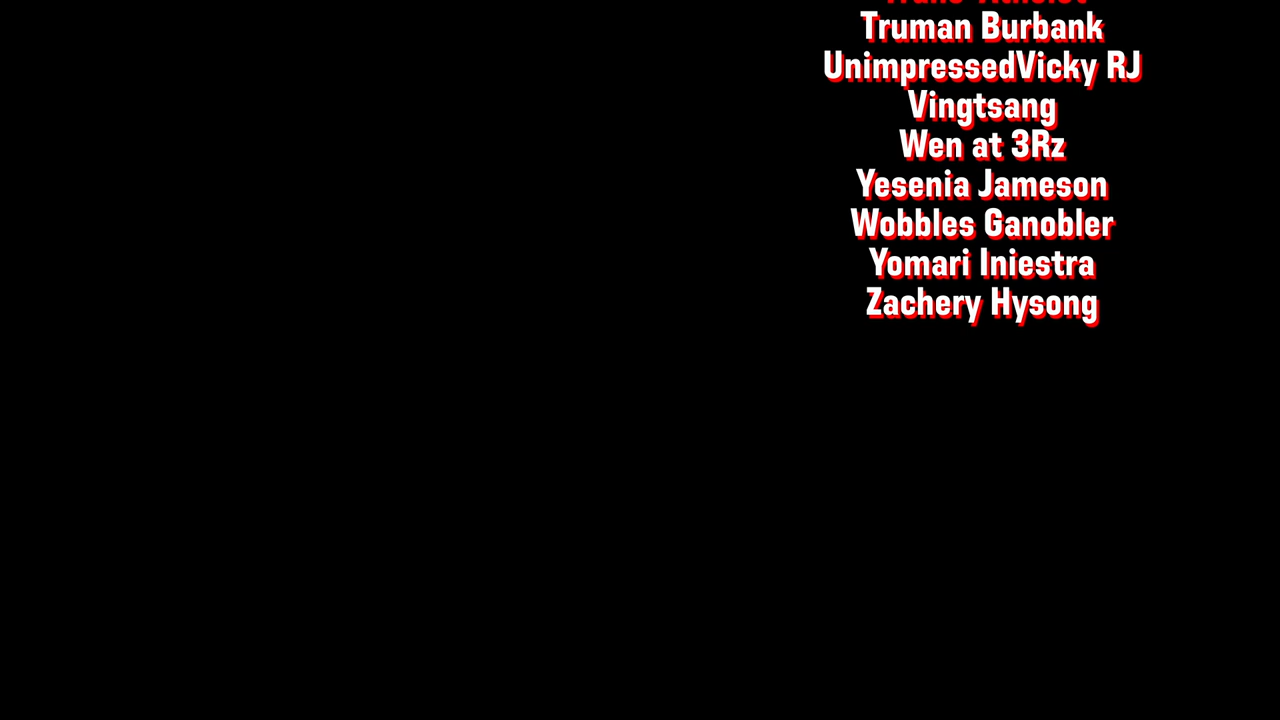 Truman Burbank
UnimpressedVicky RJ
Vingtsang
Wen at 3Rz
Yesenia Jameson
Wobbles Ganobler
Yomari Iniestra
Zachery Hysong